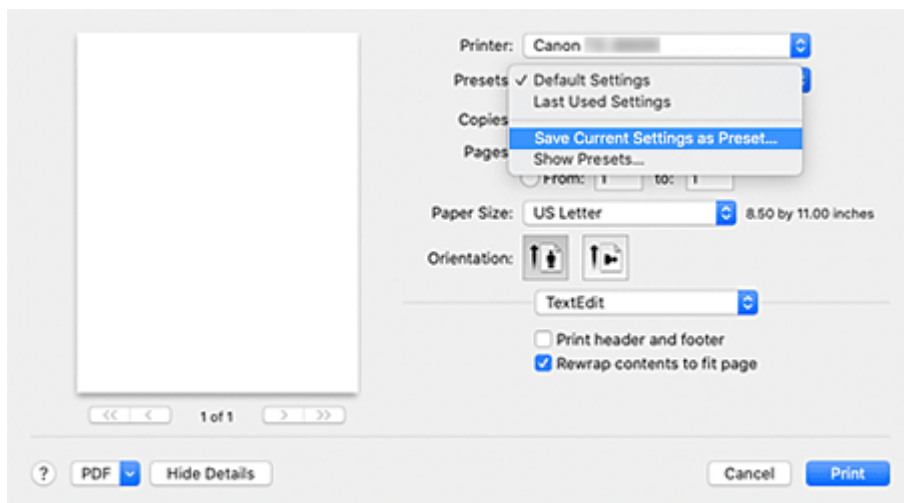 Printer: Canon
Presets ✓ Default Settings
Last Used Settings
Copies
Save Current Settings as Preset...
Pages
Show Presets...
From: 1 to: 1
Paper Size: US Letter 8.50 by 11.00 inches
Orientation:
TextEdit
Print header and footer
Rewrap contents to fit page
<< < 1 of 1 > >>
? PDF Hide Details Cancel Print